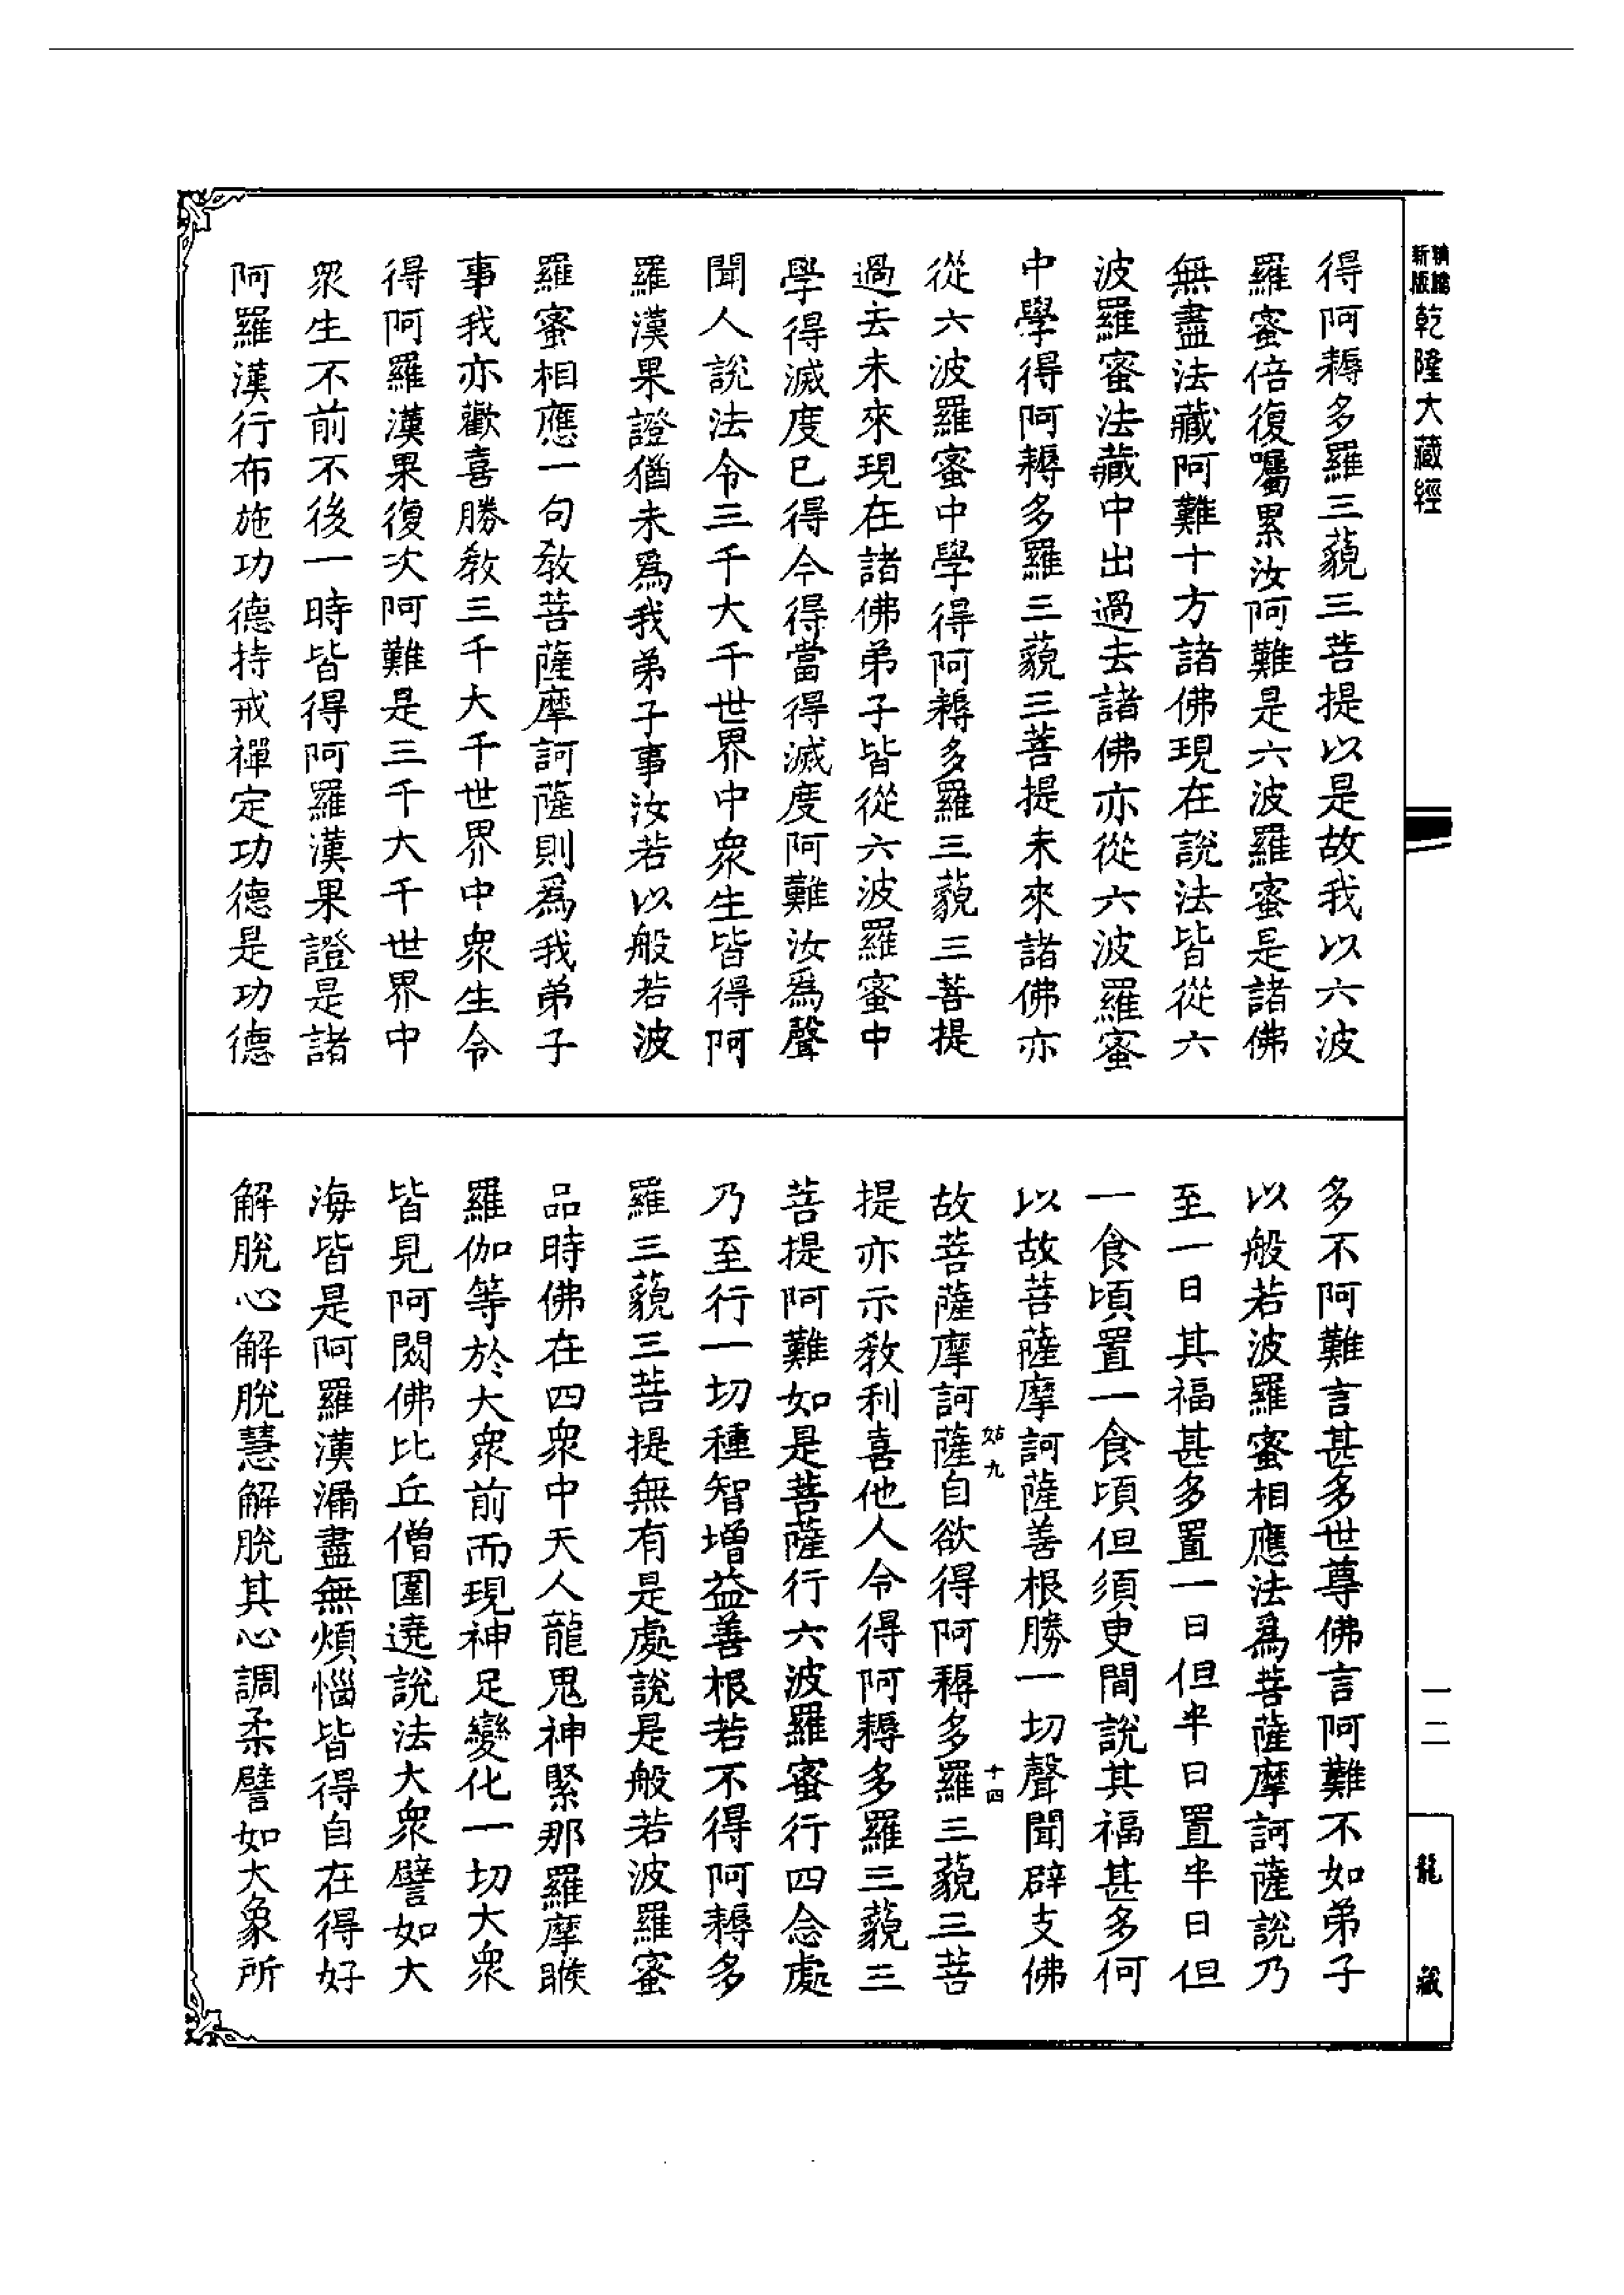 精縮新版乾隆大藏經
得阿耨多羅三藐三菩提以是故我以六波
羅蜜倍復囑累汝阿難是六波羅蜜是諸佛
無盡法藏阿難十方諸佛現在說法皆從六
波羅蜜法藏中出過去諸佛亦從六波羅蜜
中學得阿耨多羅三藐三菩提未來諸佛亦
從六波羅蜜中學得阿耨多羅三藐三菩提
過去未來現在諸佛弟子皆從六波羅蜜中
學得滅度已得今得當得滅度阿難汝爲聲
聞人說法令三千大千世界中衆生皆得阿
羅漢果證猶未爲我弟子事汝若以般若波
羅蜜相應一句教菩薩摩訶薩則爲我弟子
事我亦歡喜勝教三千大千世界中衆生令
得阿羅漢果復次阿難是三千大千世界中
衆生不前不後一時皆得阿羅漢果證是諸
阿羅漢行布施功德持戒禪定功德是功德
多不阿難言甚多世尊佛言阿難不如弟子
以般若波羅蜜相應法爲菩薩摩訶薩說乃
至一日其福甚多置一日但半日置半日但
一食頃置一食頃但須臾間說其福甚多何
以故菩薩摩訶薩善根勝一切聲聞辟支佛
姑九 十四
故菩薩摩訶薩自欲得阿耨多羅三藐三菩
提亦示教利喜他人令得阿耨多羅三藐三
菩提阿難如是菩薩行六波羅蜜行四念處
乃至行一切種智增益善根若不得阿耨多
羅三藐三菩提無有是處說是般若波羅蜜
品時佛在四衆中天人龍鬼神緊那羅摩睺
羅伽等於大衆前而現神足變化一切大衆
皆見阿閦佛比丘僧圍遶說法大衆譬如大
海皆是阿羅漢漏盡無煩惱皆得自在得好
解脫心解脫慧解脫其心調柔譬如大象所
一二
龍藏